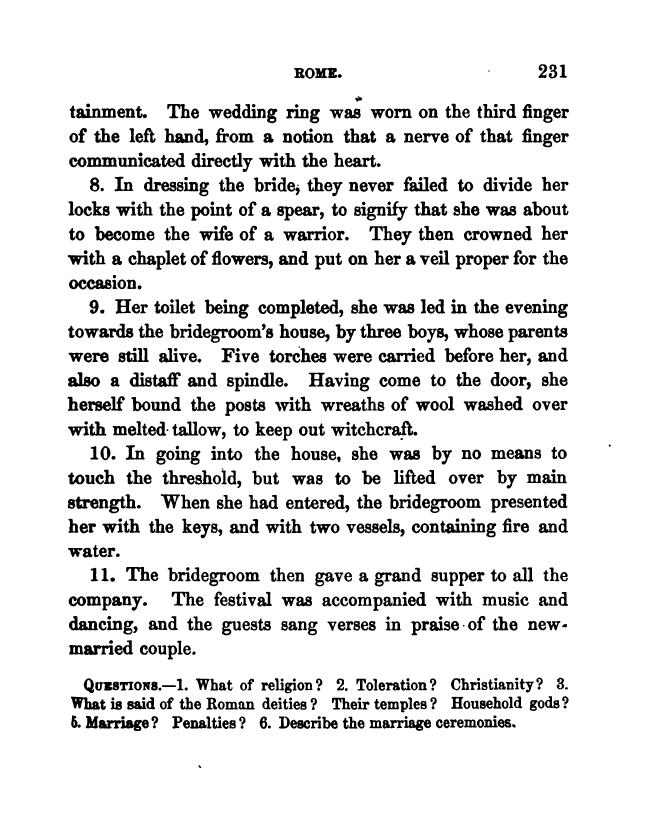 ROME. 231
tainment. The wedding ring was worn on the third finger
of the left hand, from a notion that a nerve of that finger
communicated directly with the heart.
8. In dressing the bride, they never failed to divide her
locks with the point of a spear, to signify that she was about
to become the wife of a warrior. They then crowned her
with a chaplet of flowers, and put on her a veil proper for the
occasion.
9. Her toilet being completed, she was led in the evening
towards the bridegroom's house, by three boys, whose parents
were still alive. Five torches were carried before her, and
also a distaff and spindle. Having come to the door, she
herself bound the posts with wreaths of wool washed over
with melted tallow, to keep out witchcraft.
10. In going into the house, she was by no means to
touch the threshold, but was to be lifted over by main
strength. When she had entered, the bridegroom presented
her with the keys, and with two vessels, containing fire and
water.
11. The bridegroom then gave a grand supper to all the
company. The festival was accompanied with music and
dancing, and the guests sang verses in praise of the new-
married couple.
QUESTIONS.—1. What of religion? 2. Toleration? Christianity? 3.
What is said of the Roman deities? Their temples? Household gods?
5. Marriage? Penalties? 6. Describe the marriage ceremonies.